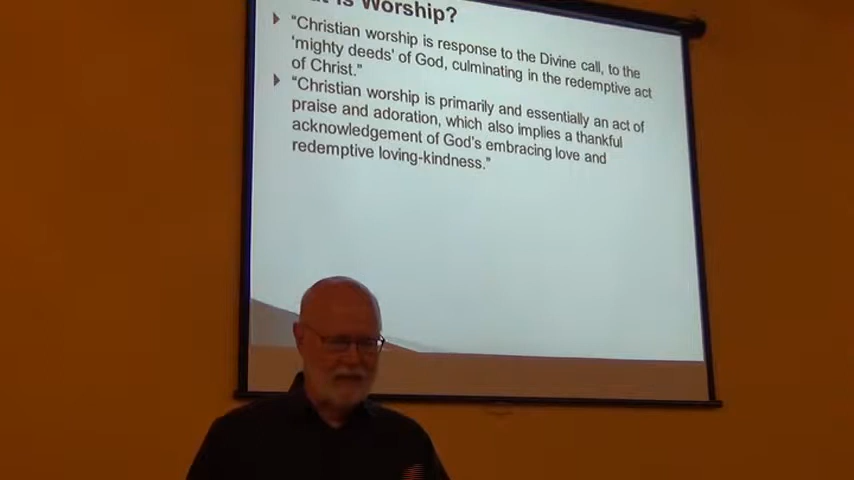 is Worship?
“Christian worship is response to the Divine call, to the
‘mighty deeds’ of God, culminating in the redemptive act
of Christ.”
“Christian worship is primarily and essentially an act of
praise and adoration, which also implies a thankful
acknowledgement of God's embracing love and
redemptive loving-kindness.”